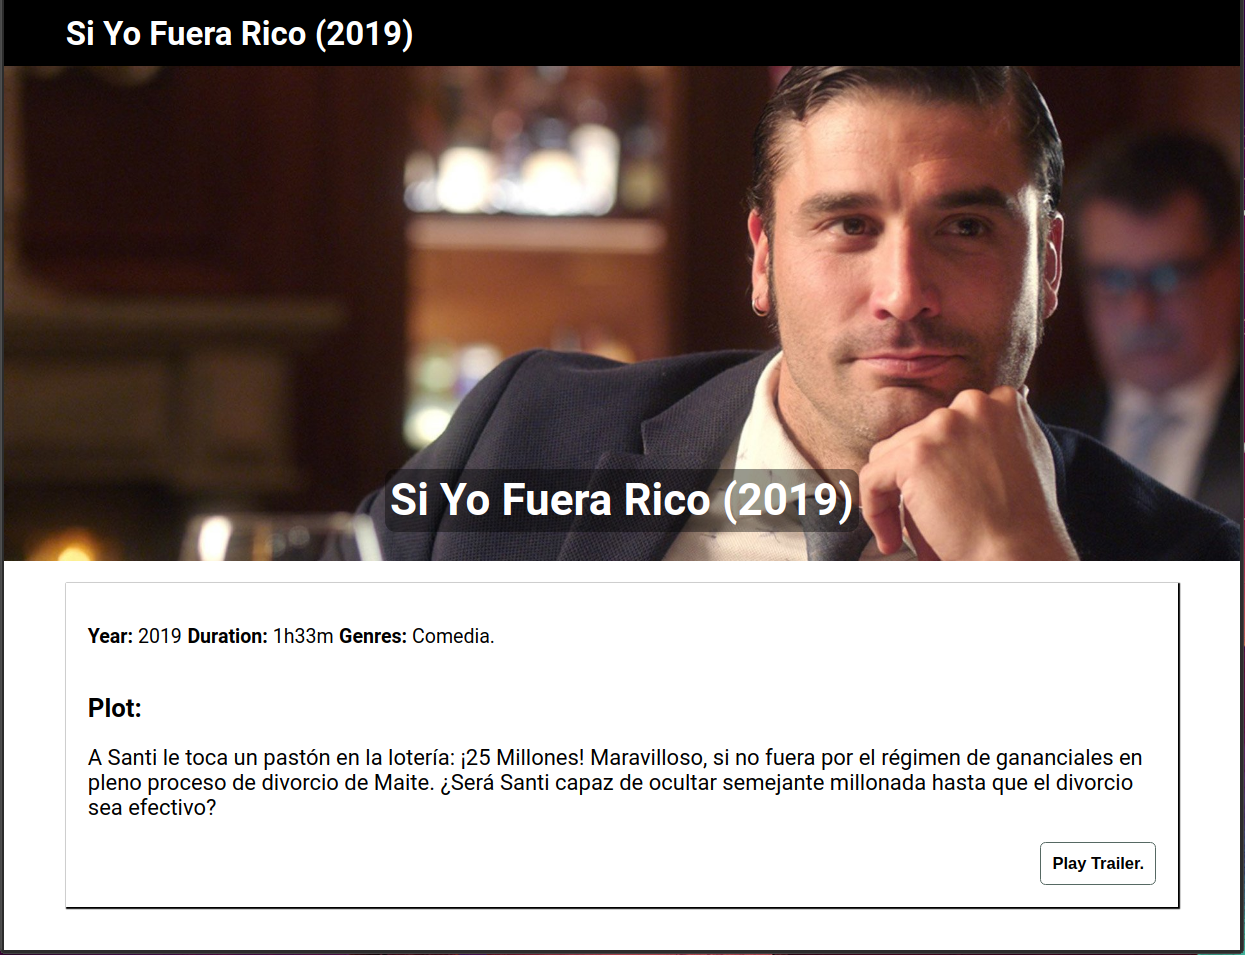 Si Yo Fuera Rico (2019)
Si Yo Fuera Rico (2019)
Year: 2019 Duration: 1h33m Genres: Comedia.
Plot:
A Santi le toca un pastón en la lotería: ¡25 Millones! Maravilloso, si no fuera por el régimen de gananciales en
pleno proceso de divorcio de Maite. ¿Será Santi capaz de ocultar semejante millonada hasta que el divorcio
sea efectivo?
Play Trailer.